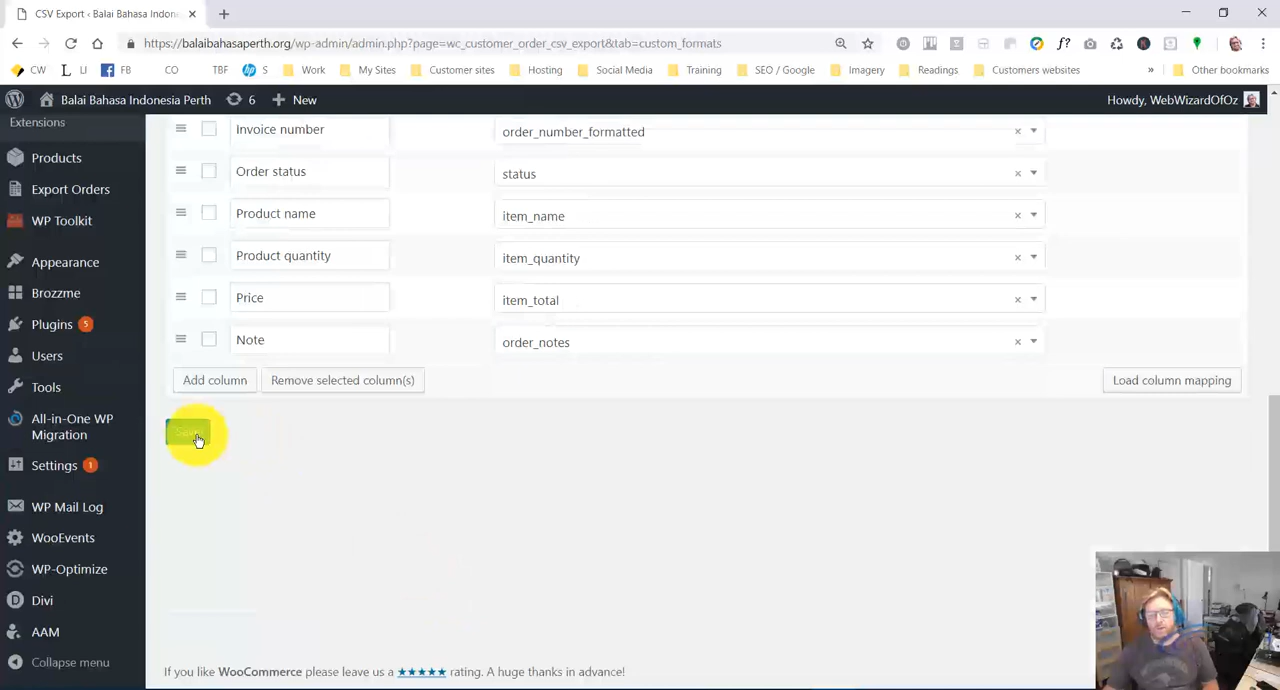 CSV Export ‹ Balai Bahasa Indone
https://balaibahasaperth.org/wp-admin/admin.php?page=wc_customer_order_csv_export&tab=custom_formats
CW LI FB CO TBF S Work My Sites Customer sites Hosting Social Media Training SEO / Google Imagery Readings Customers websites » Other bookmarks
Balai Bahasa Indonesia Perth 6 New Howdy, WebWizardOfOz
Extensions
Products
Export Orders
WP Toolkit
Appearance
Brozzme
Plugins 5
Users
Tools
All-in-One WP
Migration
Settings 1
WP Mail Log
WooEvents
WP-Optimize
Divi
AAM
Collapse menu
Invoice number order_number_formatted
Order status status
Product name item_name
Product quantity item_quantity
Price item_total
Note order_notes
Add column Remove selected column(s) Load column mapping
If you like WooCommerce please leave us a ★★★★★ rating. A huge thanks in advance!